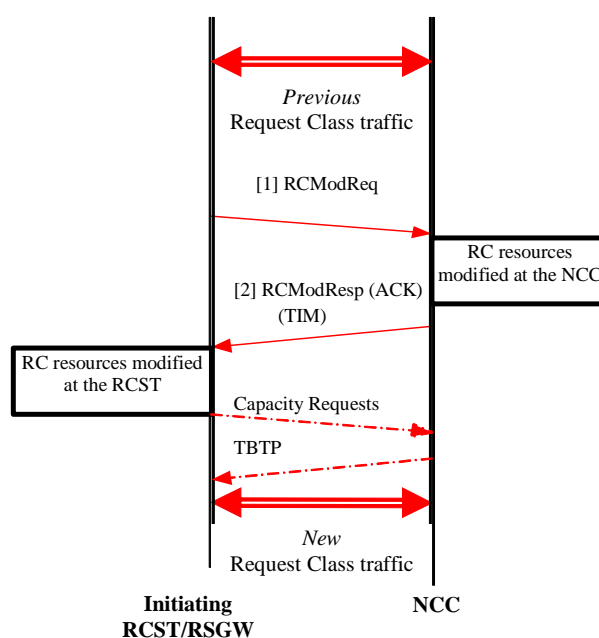 Previous
Request Class traffic
[1] RCModReq
RC resources
modified at the NCC
[2] RCModResp (ACK)
(TIM)
RC resources modified
at the RCST
Capacity Requests
TBTP
New
Request Class traffic
Initiating
RCST/RSGW
NCC